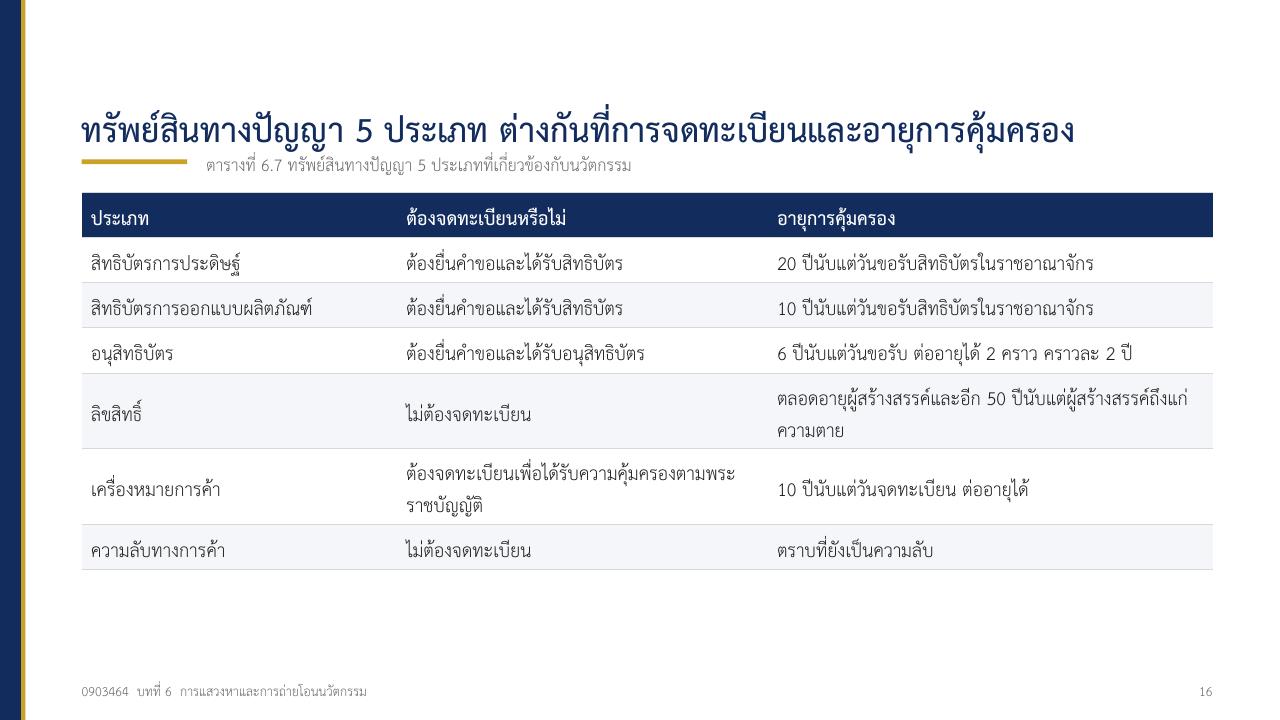 ทรัพย์สินทางปัญญา 5 ประเภท ต่างกันที่การจดทะเบียนและอายุการคุ้มครอง
ตารางที่ 6.7 ทรัพย์สินทางปัญญา 5 ประเภทที่เกี่ยวข้องกับนวัตกรรม
ประเภท ต้องจดทะเบียนหรือไม่ อายุการคุ้มครอง
สิทธิบัตรการประดิษฐ์ ต้องยื่นคำขอและได้รับสิทธิบัตร 20 ปีนับแต่วันขอรับสิทธิบัตรในราชอาณาจักร
สิทธิบัตรการออกแบบผลิตภัณฑ์ ต้องยื่นคำขอและได้รับสิทธิบัตร 10 ปีนับแต่วันขอรับสิทธิบัตรในราชอาณาจักร
อนุสิทธิบัตร ต้องยื่นคำขอและได้รับอนุสิทธิบัตร 6 ปีนับแต่วันขอรับ ต่ออายุได้ 2 คราว คราวละ 2 ปี
ลิขสิทธิ์ ไม่ต้องจดทะเบียน ตลอดอายุผู้สร้างสรรค์และอีก 50 ปีนับแต่ผู้สร้างสรรค์ถึงแก่
ความตาย
เครื่องหมายการค้า ต้องจดทะเบียนเพื่อได้รับความคุ้มครองตามพระ
ราชบัญญัติ 10 ปีนับแต่วันจดทะเบียน ต่ออายุได้
ความลับทางการค้า ไม่ต้องจดทะเบียน ตราบที่ยังเป็นความลับ
0903464 บทที่ 6 การแสวงหาและการถ่ายโอนนวัตกรรม 16